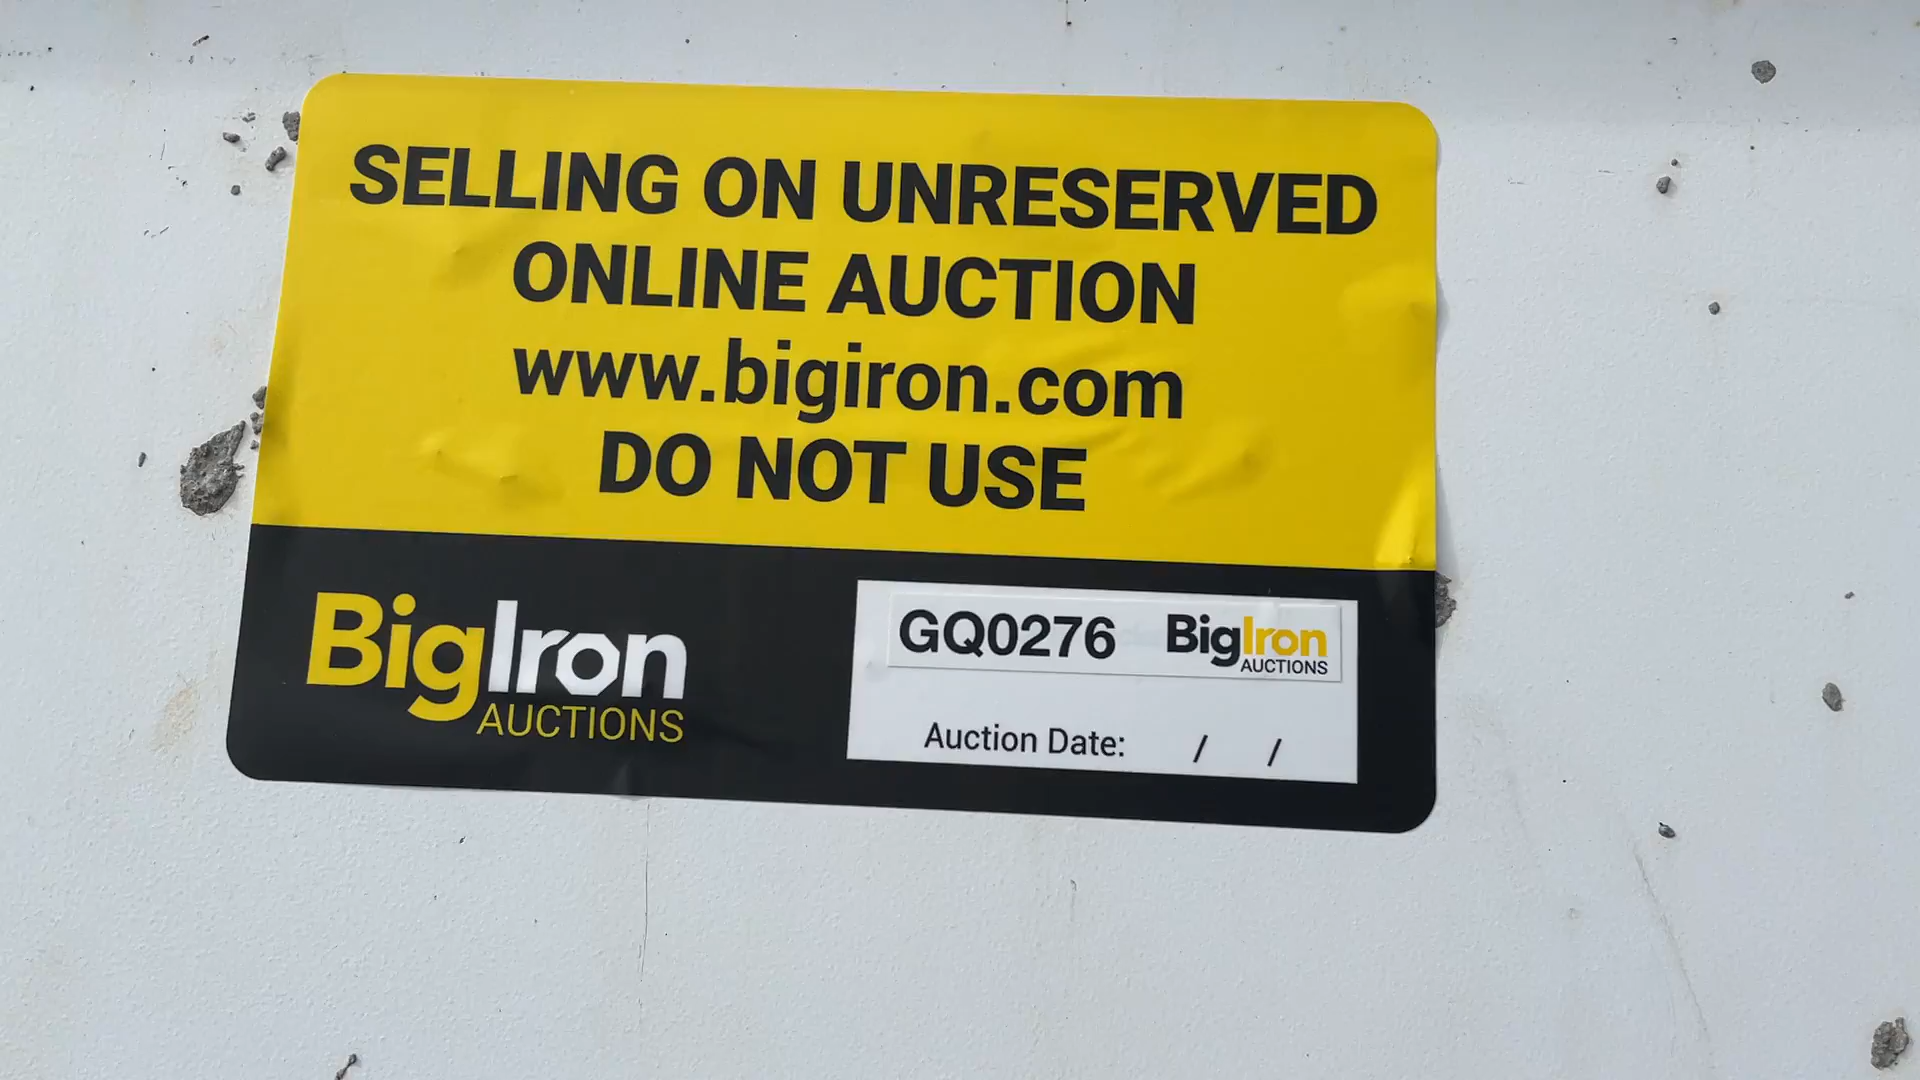 SELLING ON UNRESERVED
ONLINE AUCTION
www.bigiron.com
DO NOT USE
BigIron
AUCTIONS
GQ0276 BigIron
AUCTIONS
Auction Date: / /